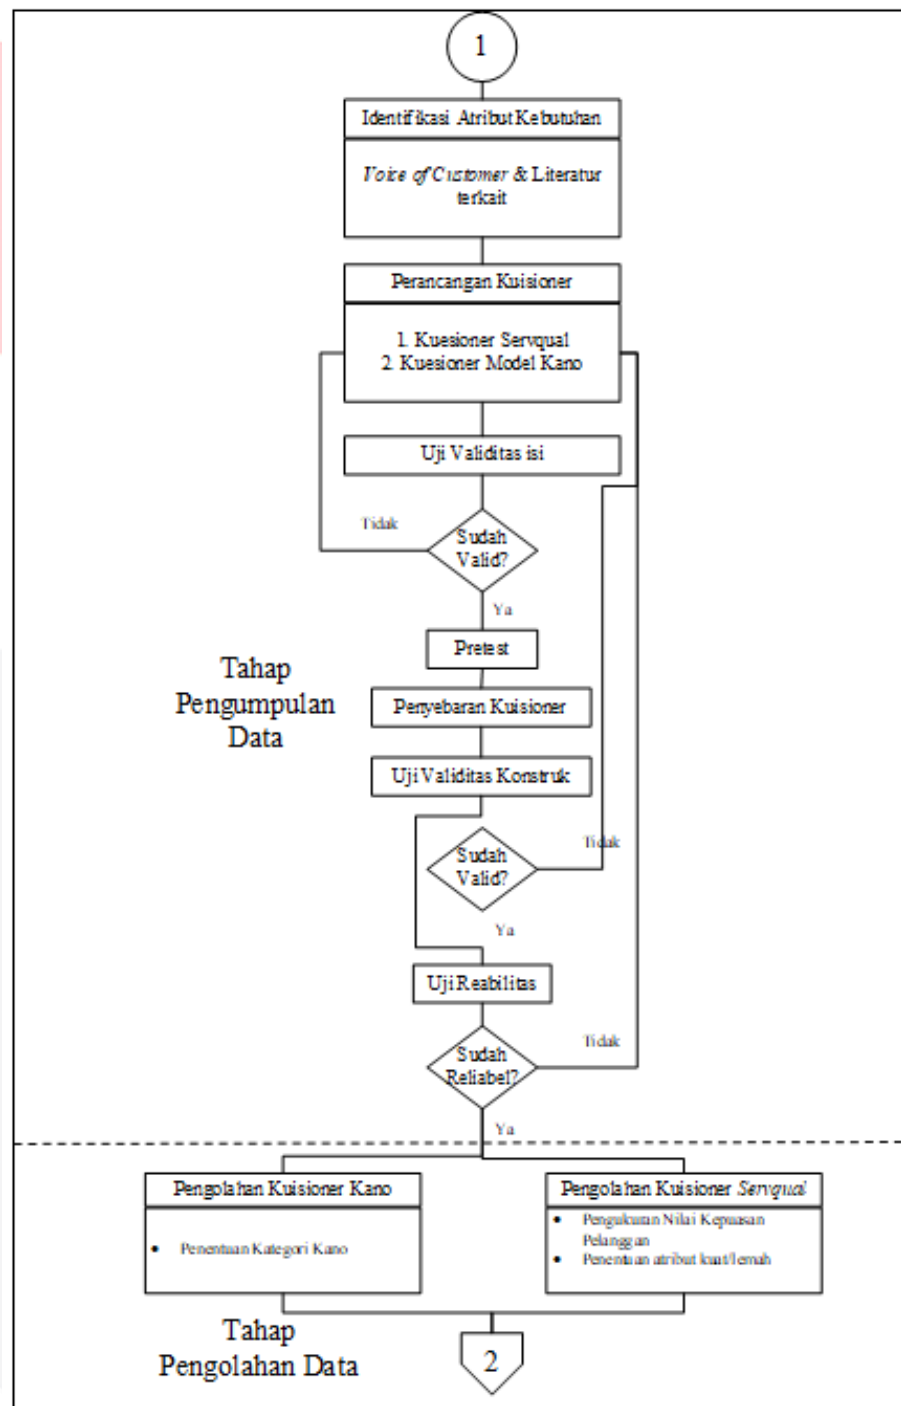 1
Identifikasi Atribut Kebutuhan
Voice of Customer & Literatur
terkait
Perancangan Kuisioner
1. Kuesioner Servqual
2. Kuesioner Model Kano
Uji Validitas isi
Tidak
Sudah
Valid?
Ya
Pretest
Tahap
Pengumpulan
Data
Penyebaran Kuisioner
Uji Validitas Konstruk
Sudah
Valid?
Tidak
Ya
Uji Reabilitas
Sudah
Reliabel?
Tidak
Ya
Pengolahan Kuisioner Kano
• Penentuan Kategori Kano
Pengolahan Kuisioner Servqual
• Pengukuran Nilai Kepuasan
Pelanggan
• Penentuan atribut kuat/lemah
Tahap
Pengolahan Data
2